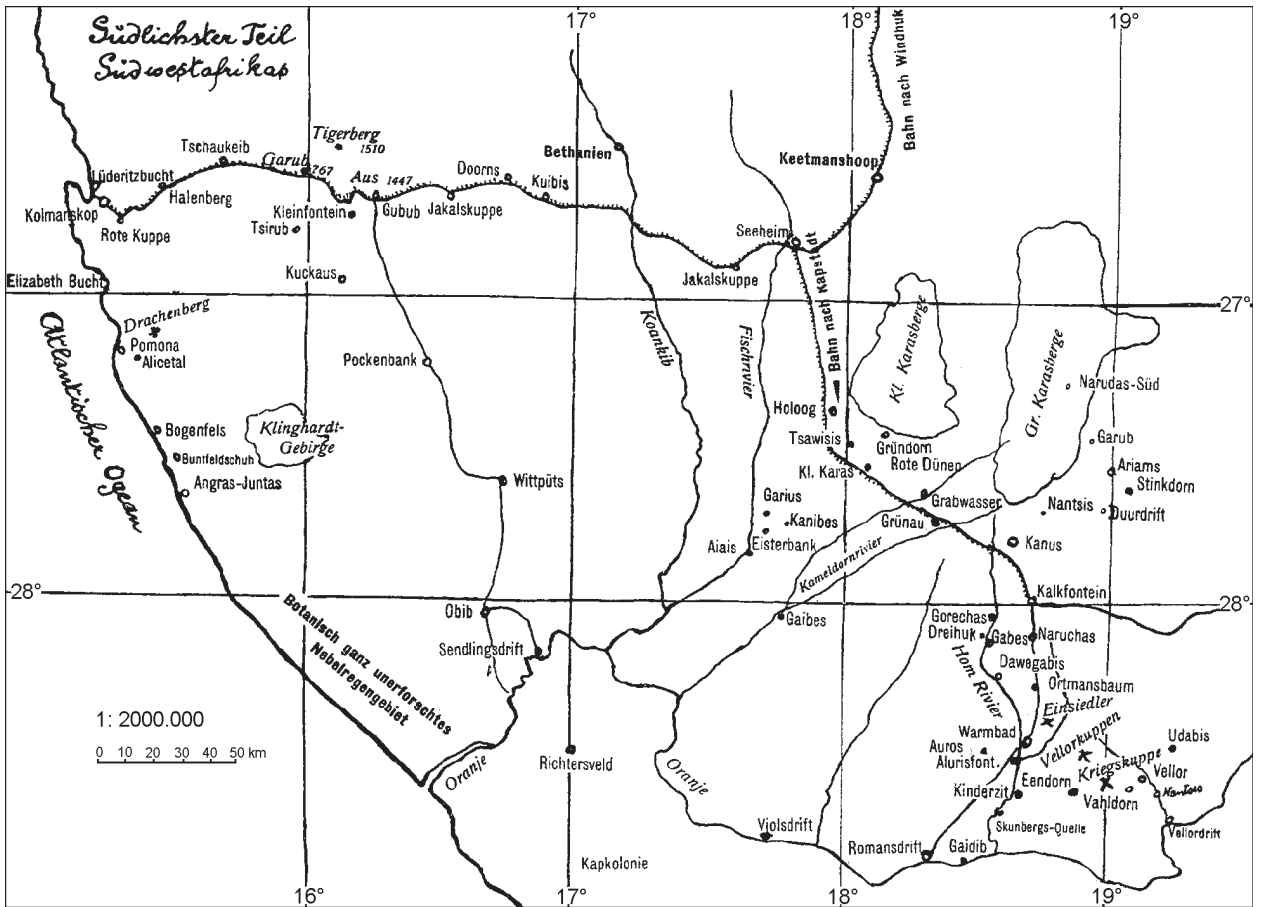 Südlichster Teil
Südwestafrikas
17°
18°
19°
Bahn nach Windhuk
Tigerberg
1510
Tschaukeib
Garub
767
Bethanien
Keetmanshoop
Lüderitzbucht
Halenberg
Aus 1447
Doorns
Kuibis
Kolmanskop
Rote Kuppe
Kleinfontein
Gubub
Jakalskuppe
Tsirub
Seeheim
Kuckaus
Jakalskuppe
Elizabeth Bucht
27°
Bahn nach Kapstadt
Atlantischer Ogean
Drachenberg
Pomona
Alicetal
Pockenbank
Koankib
Fischrivier
Kl. Karasberge
Gr. Karasberge
Narudas-Süd
Holoog
Klinghardt-
Gebirge
Bogenfels
Buntfeldschuh
Angras-Juntas
Tsawisis
Gründorn
Garub
Kl. Karas
Rote Dünen
Ariams
Stinkdorn
Wittpüts
Garius
Grabwasser
Nantsis
Duurdrift
Kanibes
Grünau
Eisterbank
Aiais
Kanus
Kameldornrivier
28°
28°
Kalkfontein
Obib
Gaibes
Gorechas
Dreihuk
Gabes
Naruchas
Botanisch ganz unerforschtes
Nebelregengebiet
Sendlingsdrift
Dawegabis
Hom Rivier
Ortmansbaum
Einsiedler
1: 2000.000
0 10 20 30 50 km
Warmbad
Vellorkuppen
Udabis
Auros
Alurisfont.
Kriegskuppe
Oranje
Richtersveld
Oranje
Eendorn
Vellor
Kinderzit
Vahldorn
Violsdrift
Skunbergs-Quelle
Vellordrift
Romansdrift
Gaidib
Kapkolonie
16°
17°
18°
19°